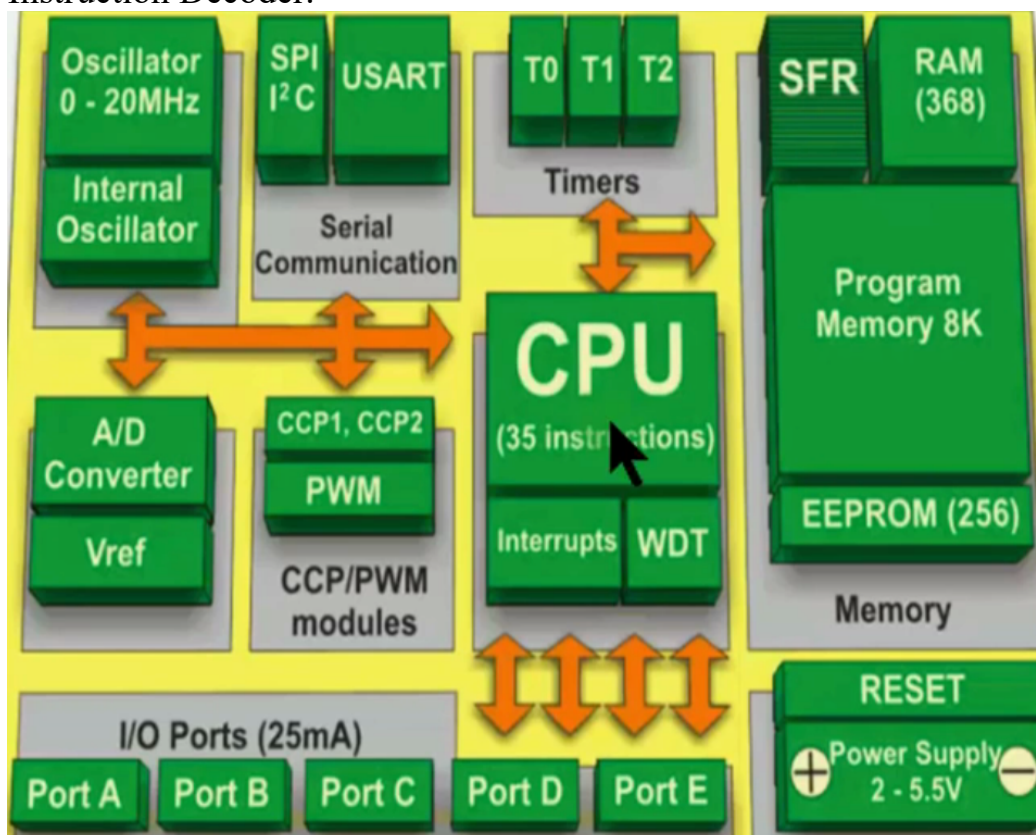 Instruction Decoder.
Oscillator
0 - 20MHz
Internal
Oscillator
SPI
I²C
USART
Serial
Communication
T0 T1 T2
Timers
SFR
RAM
(368)
Program
Memory 8K
EEPROM (256)
Memory
A/D
Converter
Vref
CCP1, CCP2
PWM
CCP/PWM
modules
CPU
(35 instructions)
Interrupts
WDT
I/O Ports (25mA)
Port A
Port B
Port C
Port D
Port E
RESET
+ Power Supply −
2 - 5.5V